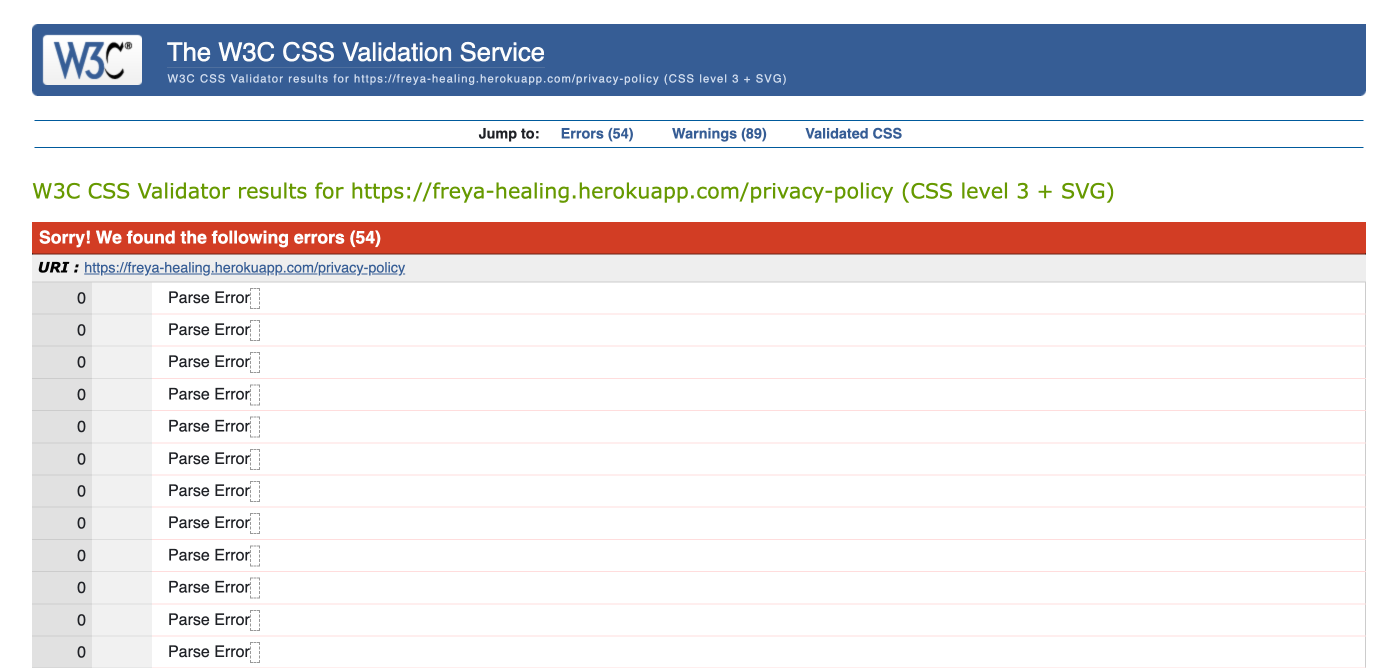 W3C® The W3C CSS Validation Service
W3C CSS Validator results for https://freya-healing.herokuapp.com/privacy-policy (CSS level 3 + SVG)
Jump to: Errors (54) Warnings (89) Validated CSS
W3C CSS Validator results for https://freya-healing.herokuapp.com/privacy-policy (CSS level 3 + SVG)
Sorry! We found the following errors (54)
URI : https://freya-healing.herokuapp.com/privacy-policy
0 Parse Error
0 Parse Error
0 Parse Error
0 Parse Error
0 Parse Error
0 Parse Error
0 Parse Error
0 Parse Error
0 Parse Error
0 Parse Error
0 Parse Error
0 Parse Error